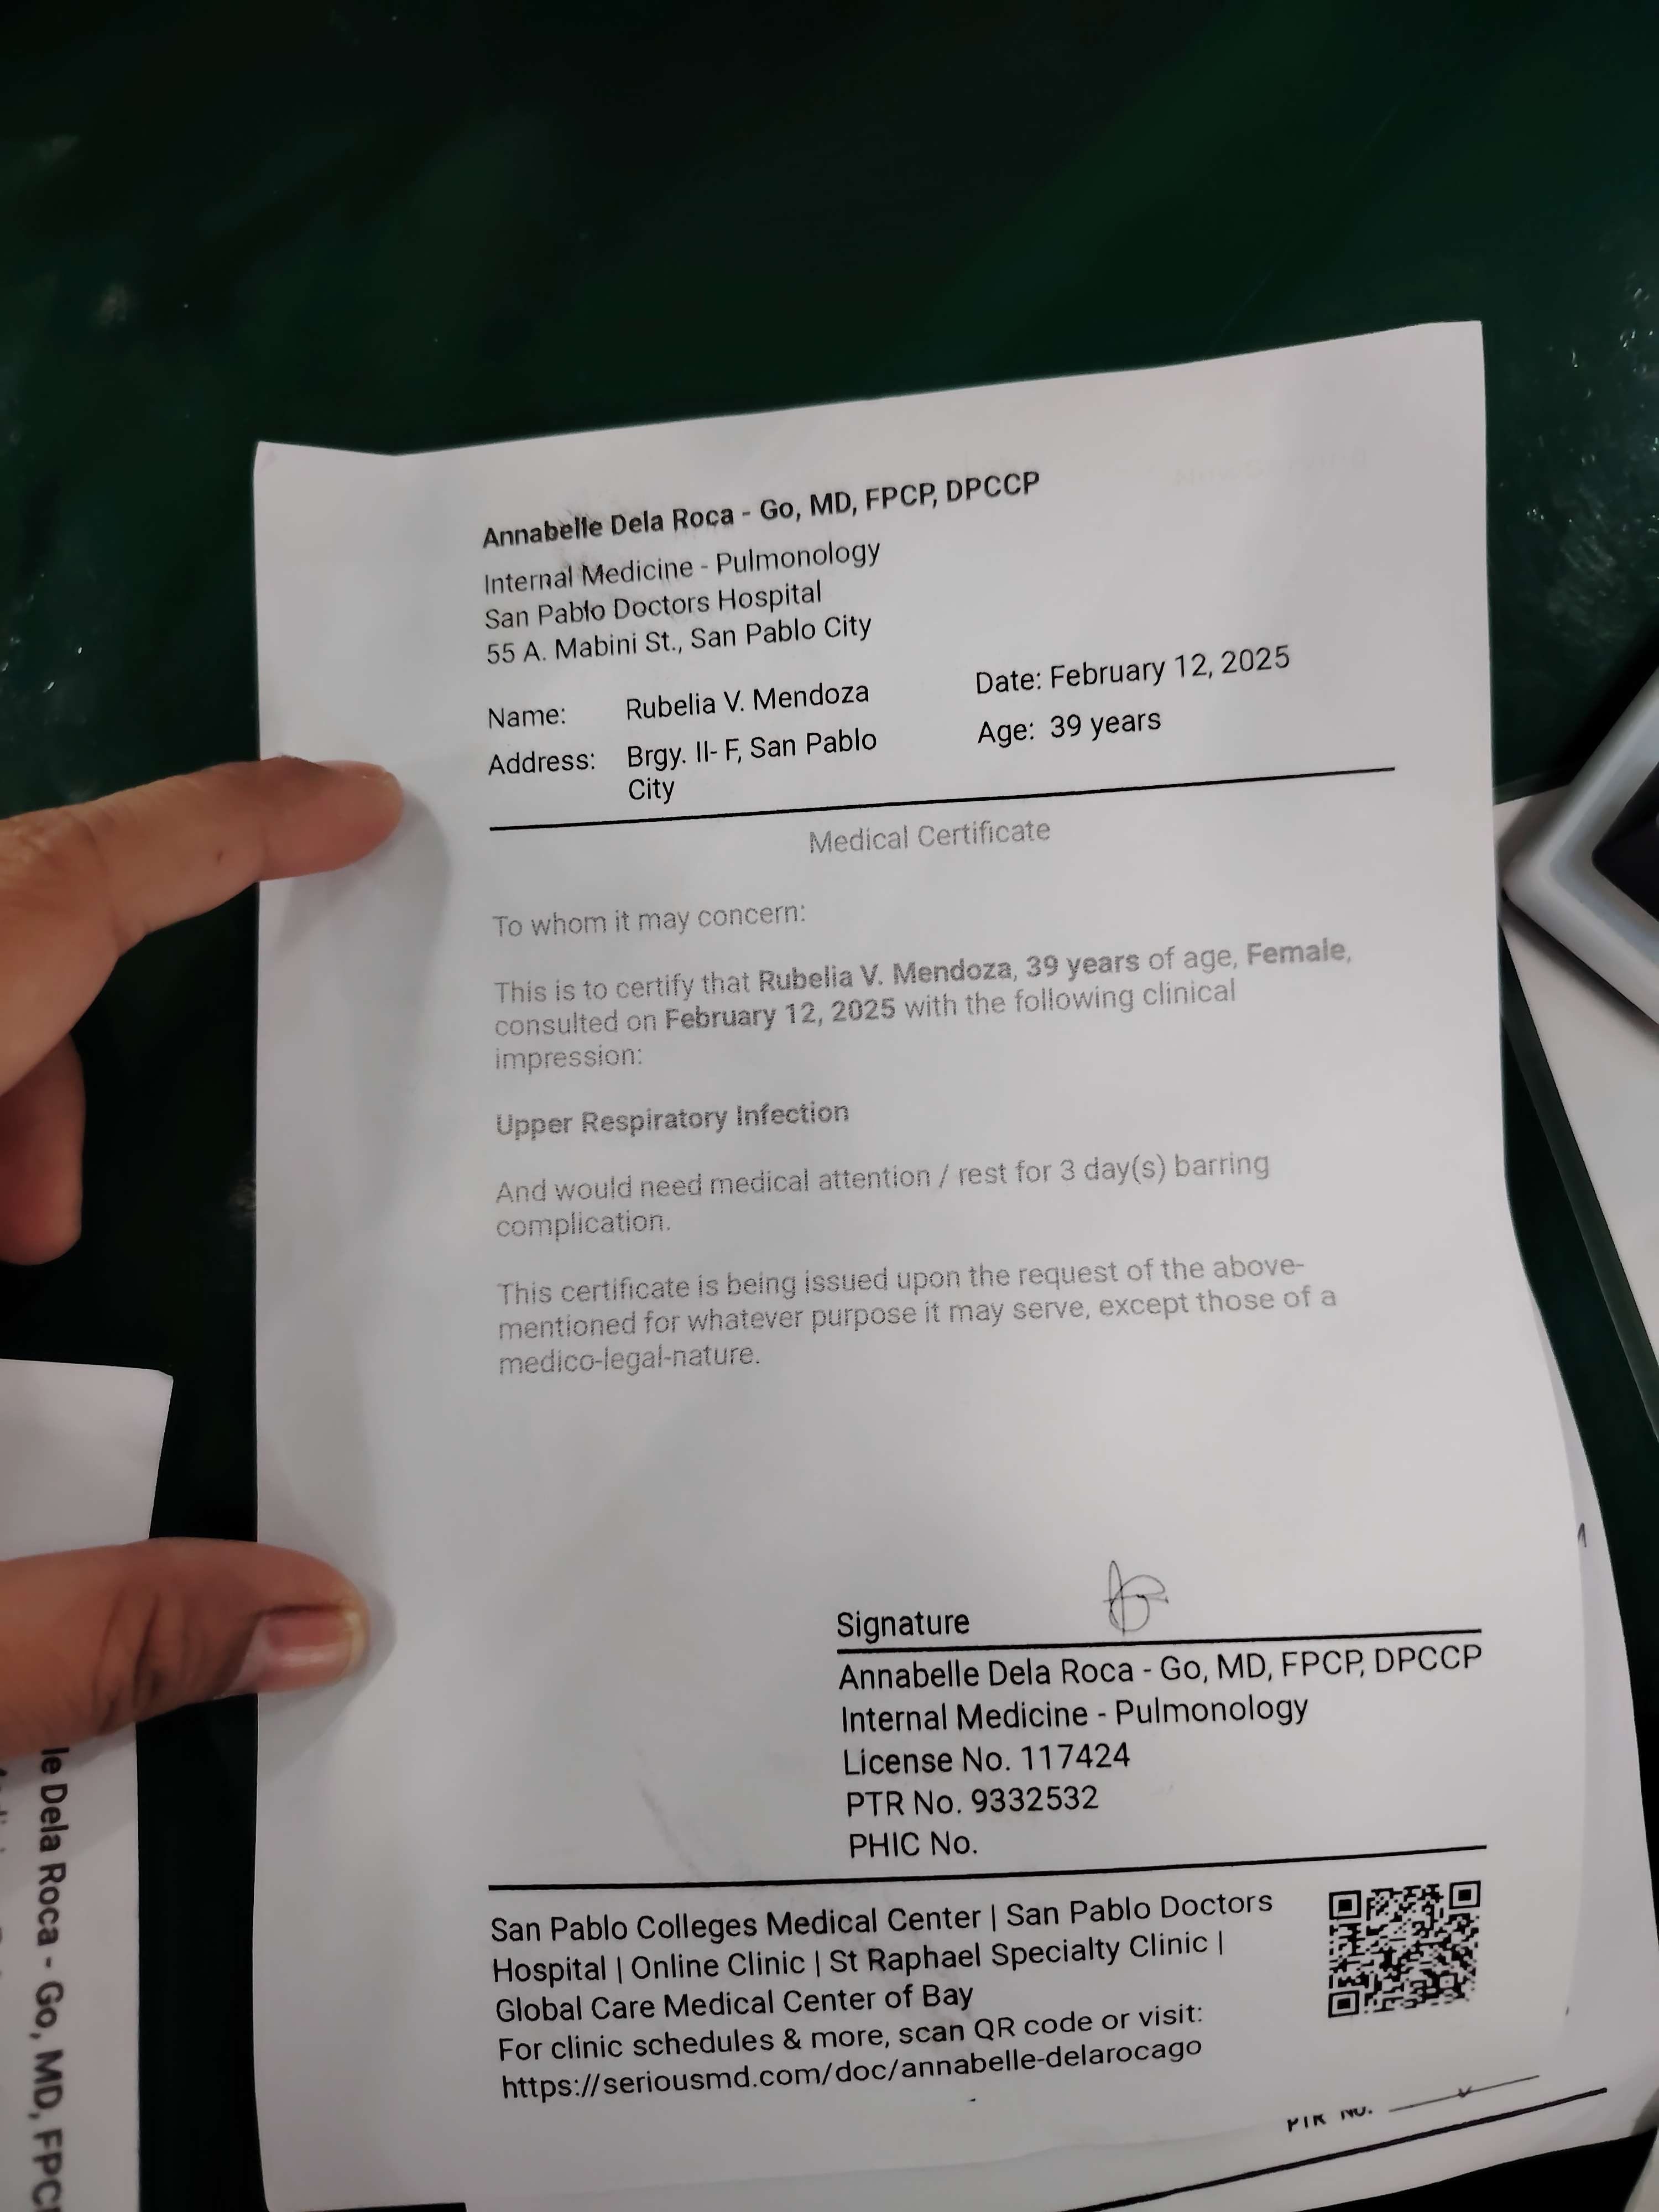 Annabelle Dela Roca - Go, MD, FPCP, DPCCP
Internal Medicine - Pulmonology
San Pablo Doctors Hospital
55 A. Mabini St., San Pablo City
Name: Rubelia V. Mendoza Date: February 12, 2025
Address: Brgy. II- F, San Pablo Age: 39 years
City
Medical Certificate
To whom it may concern:
This is to certify that Rubelia V. Mendoza, 39 years of age, Female,
consulted on February 12, 2025 with the following clinical
impression:
Upper Respiratory Infection
And would need medical attention / rest for 3 day(s) barring
complication.
This certificate is being issued upon the request of the above-
mentioned for whatever purpose it may serve, except those of a
medico-legal-nature.
Signature
Annabelle Dela Roca - Go, MD, FPCP, DPCCP
Internal Medicine - Pulmonology
License No. 117424
PTR No. 9332532
PHIC No.
San Pablo Colleges Medical Center | San Pablo Doctors
Hospital | Online Clinic | St Raphael Specialty Clinic |
Global Care Medical Center of Bay
For clinic schedules & more, scan QR code or visit:
https://seriousmd.com/doc/annabelle-delarocago
PTR NO.
le Dela Roca - Go, MD, FPC